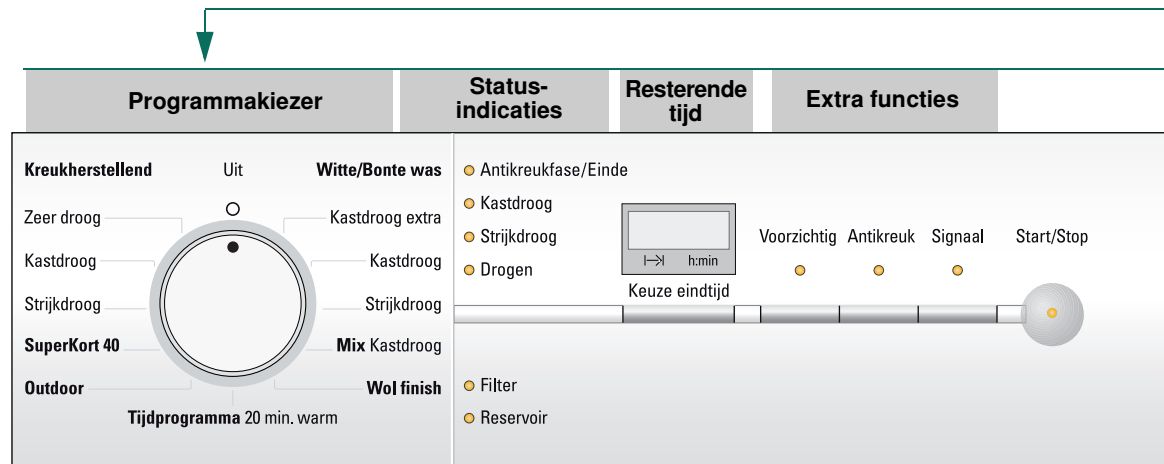 Programmakiezer
Status-
indicaties
Resterende
tijd
Extra functies
Kreukherstellend
Uit
Witte/Bonte was
Zeer droog
Kastdroog extra
Kastdroog
Kastdroog
Strijkdroog
Strijkdroog
SuperKort 40
Mix Kastdroog
Outdoor
Wol finish
Tijdprogramma 20 min. warm
Antikreukfase/Einde
Kastdroog
Strijkdroog
Drogen
h:min
Keuze eindtijd
Voorzichtig
Antikreuk
Signaal
Start/Stop
Filter
Reservoir